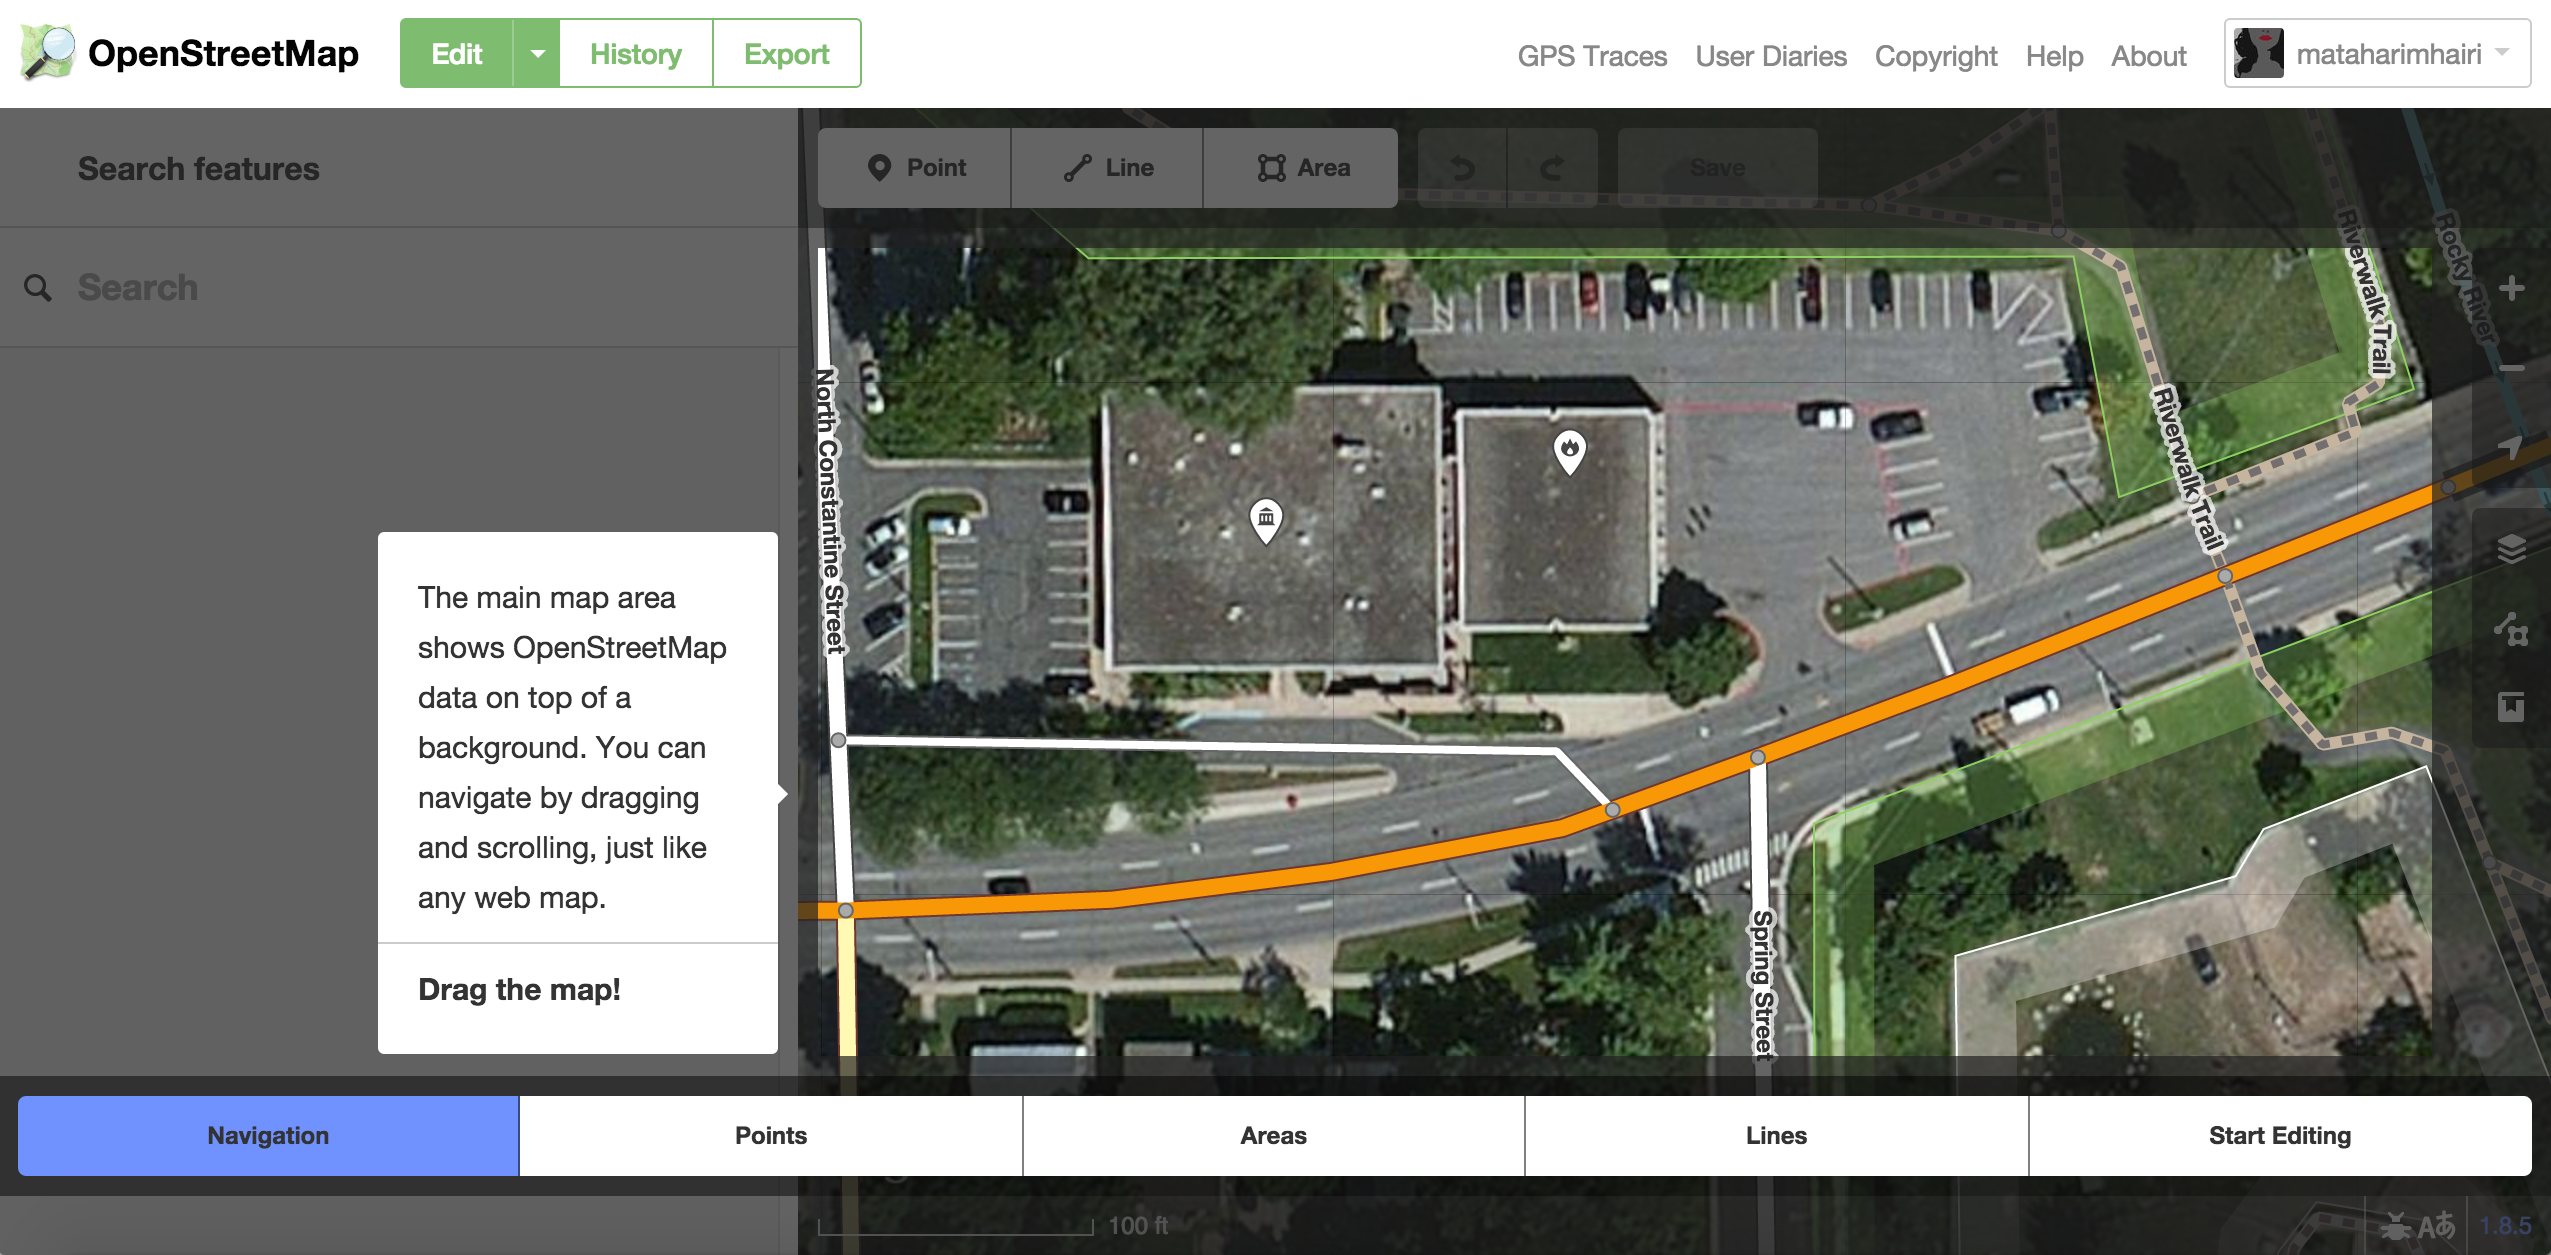 OpenStreetMap
Edit
History
Export
GPS Traces
User Diaries
Copyright
Help
About
mataharimhairi
Search features
Point
Line
Area
Save
Search
North Constantine Street
Riverwalk Trail
Riverwalk Trail
Rocky River
Spring Street
The main map area
shows OpenStreetMap
data on top of a
background. You can
navigate by dragging
and scrolling, just like
any web map.
Drag the map!
Navigation
Points
Areas
Lines
Start Editing
100 ft
Aあ
1.8.5